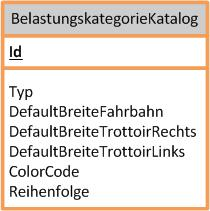 BelastungskategorieKatalog
Id
Typ
DefaultBreiteFahrbahn
DefaultBreiteTrottoirRechts
DefaultBreiteTrottoirLinks
ColorCode
Reihenfolge